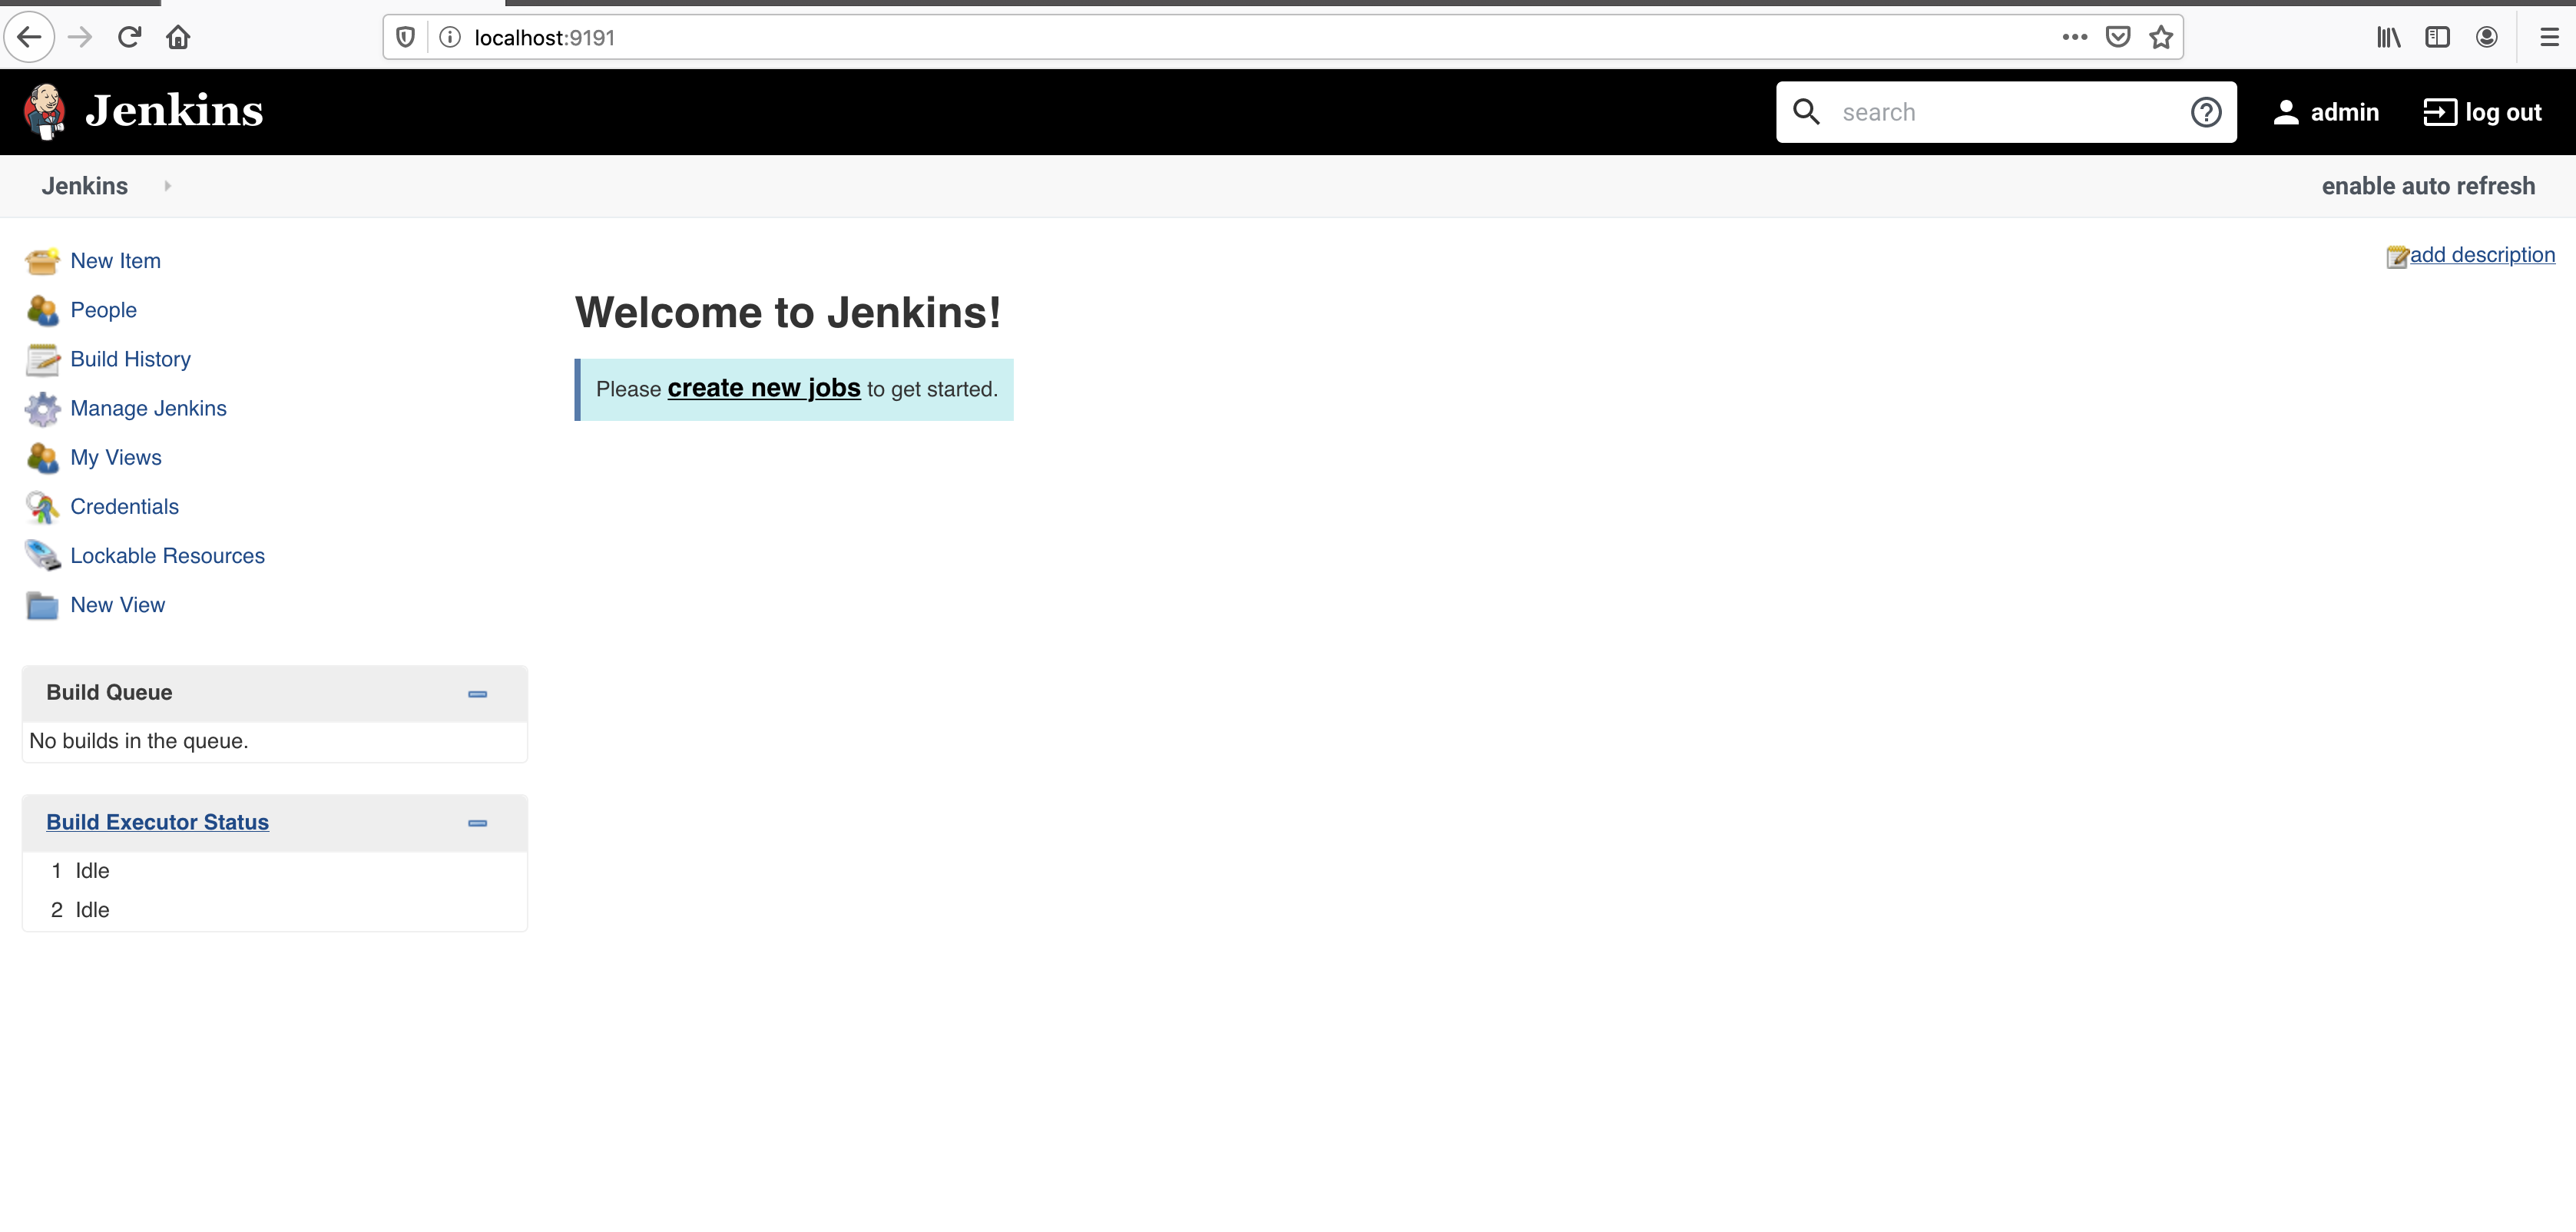 localhost:9191
Jenkins
search
admin
log out
Jenkins
enable auto refresh
New Item
People
Build History
Manage Jenkins
My Views
Credentials
Lockable Resources
New View
add description
Welcome to Jenkins!
Please create new jobs to get started.
Build Queue
No builds in the queue.
Build Executor Status
1 Idle
2 Idle